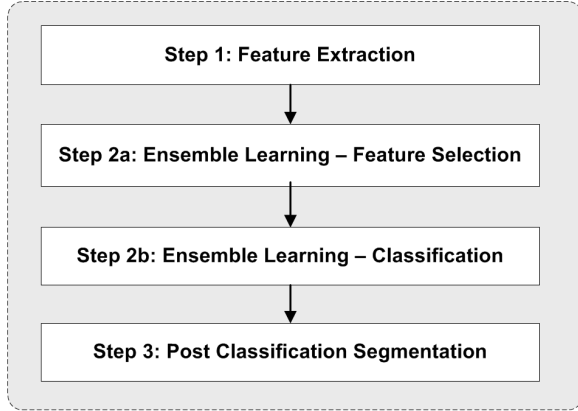 Step 1: Feature Extraction
Step 2a: Ensemble Learning – Feature Selection
Step 2b: Ensemble Learning – Classification
Step 3: Post Classification Segmentation